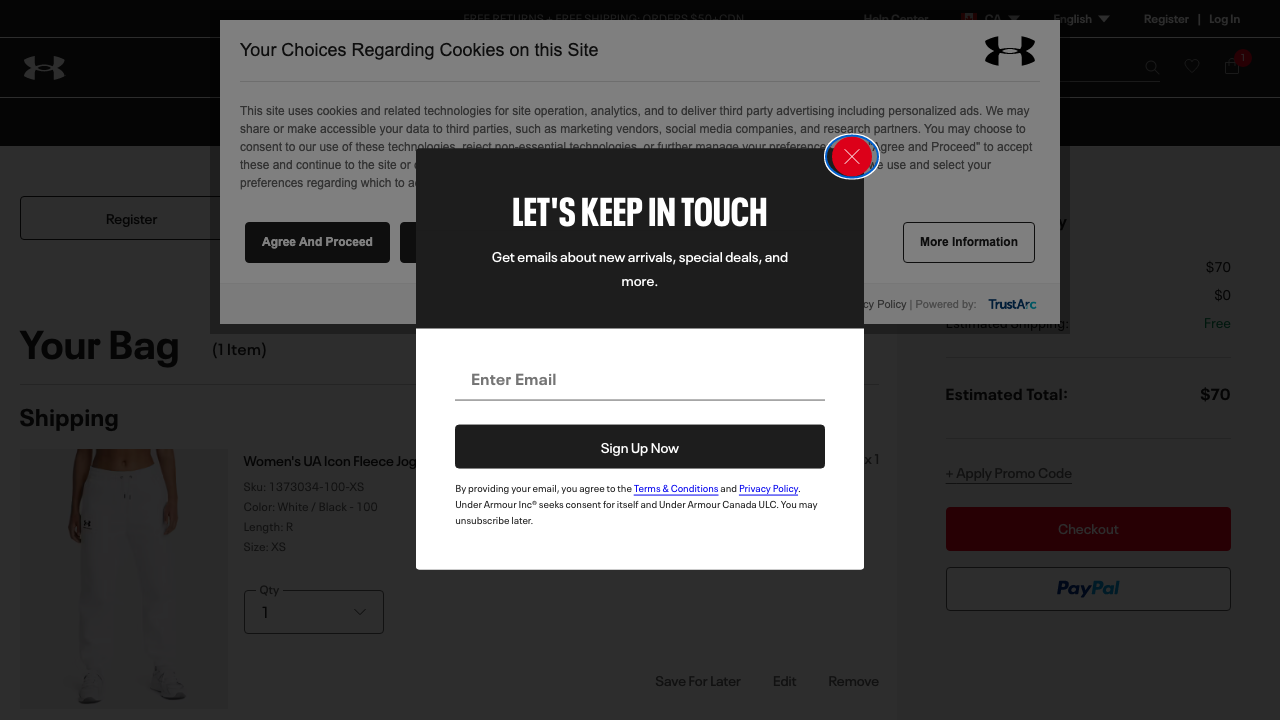 FREE RETURNS + FREE SHIPPING: ORDERS $50+CDN
Help Center
CA
English
Register | Log In
Your Choices Regarding Cookies on this Site
1
This site uses cookies and related technologies for site operation, analytics, and to deliver third party advertising including personalized ads. We may
share or make accessible your data to third parties, such as marketing vendors, social media companies, and research partners. You may choose to
consent to our use of these technologies, reject non-essential technologies, or further manage your preferences.
gree and Proceed" to accept
these and continue to the site or
we use and select your
preferences regarding which to
Register
Agree And Proceed
More Information
LET'S KEEP IN TOUCH
Get emails about new arrivals, special deals, and
more.
$70
$0
cy Policy | Powered by: TrustArc
Estimated Shipping: Free
Your Bag (1 Item)
Enter Email
Estimated Total: $70
Shipping
Sign Up Now
Women's UA Icon Fleece Jog
x 1
+ Apply Promo Code
Sku: 1373034-100-XS
Color: White / Black - 100
Length: R
Size: XS
By providing your email, you agree to the Terms & Conditions and Privacy Policy.
Under Armour Inc® seeks consent for itself and Under Armour Canada ULC. You may
unsubscribe later.
Checkout
PayPal
Qty
1
Save For Later Edit Remove